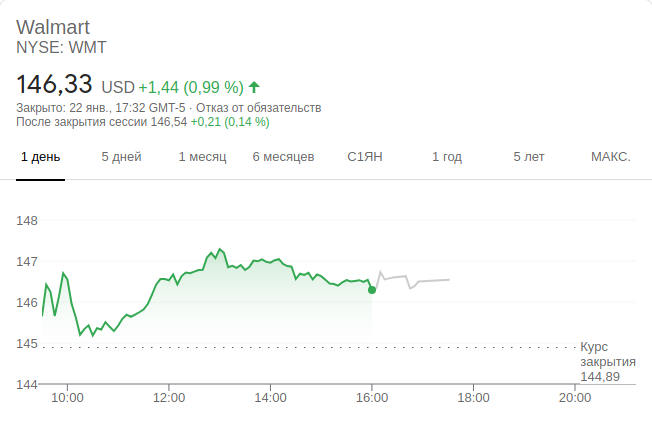 Walmart
NYSE: WMT
146,33 USD +1,44 (0,99 %)
Закрыто: 22 янв., 17:32 GMT-5 · Отказ от обязательств
После закрытия сессии 146,54 +0,21 (0,14 %)
1 день 5 дней 1 месяц 6 месяцев С1ЯН 1 год 5 лет МАКС.
148
147
146
145
144
Курс
закрытия
144,89
10:00 12:00 14:00 16:00 18:00 20:00